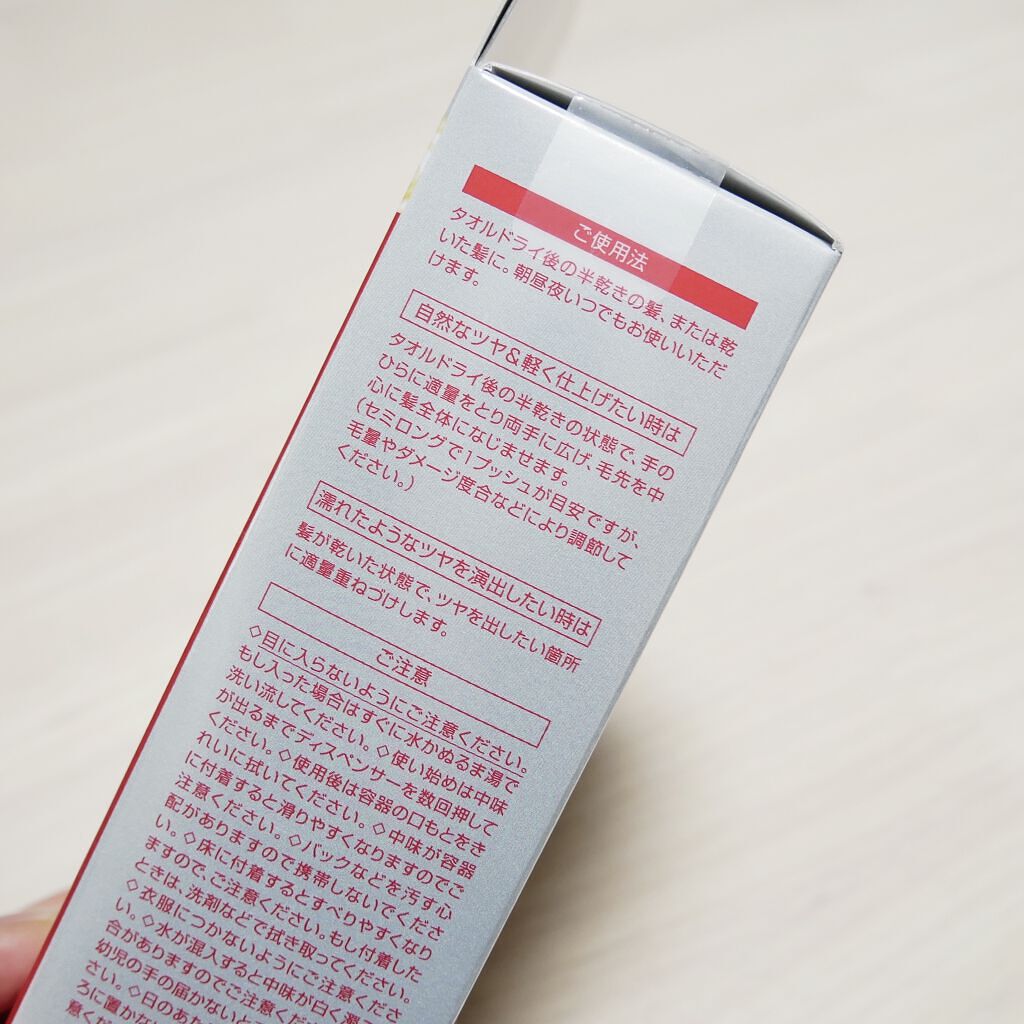 ご使用法
タオルドライ後の半乾きの髪、または乾
いた髪に。朝昼夜いつでもお使いいただ
けます。
自然なツヤ&軽く仕上げたい時は
タオルドライ後の半乾きの状態で、手の
ひらに適量をとり両手に広げ、毛先を中
心に髪全体になじませます。
(セミロングで1プッシュが目安ですが、
毛量やダメージ度合などにより調節して
ください。)
濡れたようなツヤを演出したい時は
髪が乾いた状態で、ツヤを出したい箇所
に適量重ねづけします。
ご注意
◇目に入らないようにご注意ください。
もし入った場合はすぐに水かぬるま湯で
洗い流してください。◇使い始めは中味
が出るまでディスペンサーを数回押して
ください。◇使用後は容器の口もとをき
れいに拭いてください。◇中味が容器
に付着すると滑りやすくなりますのでご
注意ください。◇バックなどを汚す心
配がありますので携帯しないでくださ
い。◇床に付着するとすべりやすくなり
ますので、ご注意ください。もし付着した
ときは、洗剤などで拭き取ってください。
◇衣服につかないようにご注意くださ
い。◇水が混入すると中味が白く濁
合がありますのでご注意くだ
幼児の手の届かないと
さい。◇日のあた
ろに置かない
意くだ